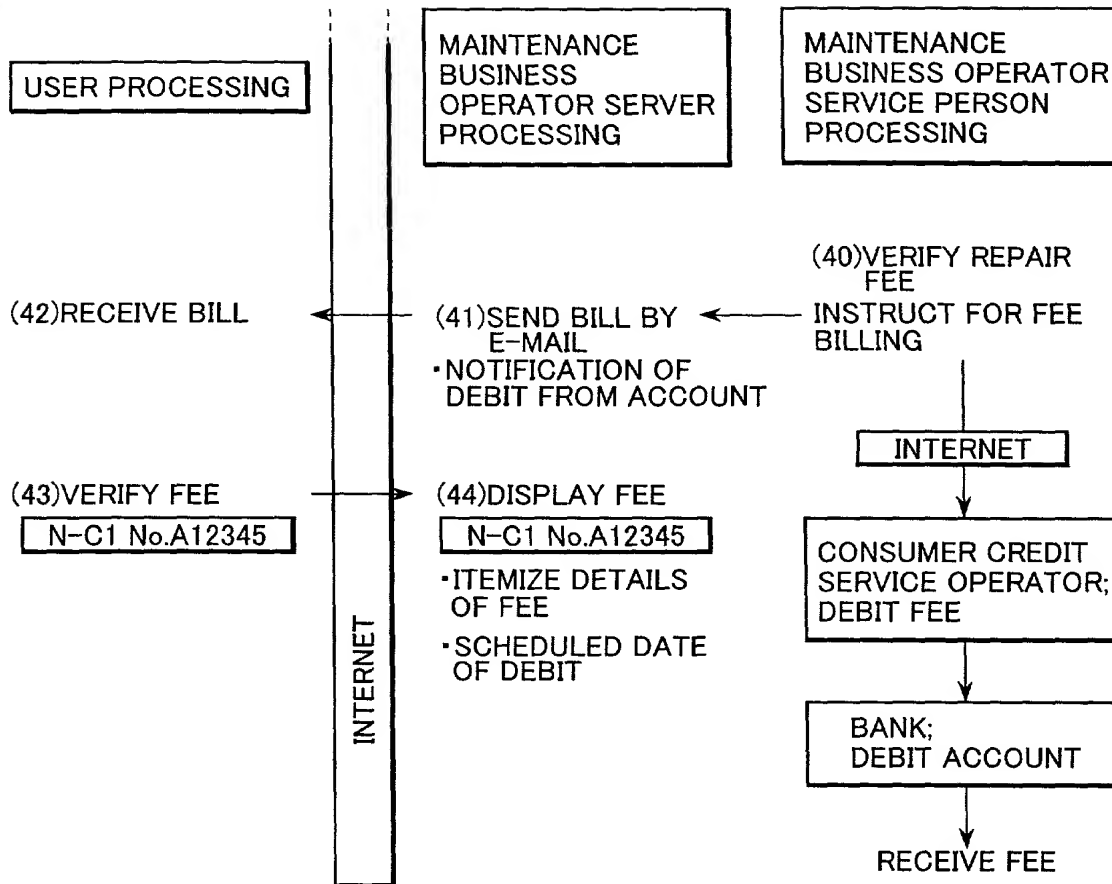 USER PROCESSING
MAINTENANCE
BUSINESS
OPERATOR SERVER
PROCESSING
MAINTENANCE
BUSINESS OPERATOR
SERVICE PERSON
PROCESSING
(40)VERIFY REPAIR
FEE
INSTRUCT FOR FEE
BILLING
(41)SEND BILL BY
E-MAIL
・NOTIFICATION OF
DEBIT FROM ACCOUNT
(42)RECEIVE BILL
(43)VERIFY FEE
N-C1 No.A12345
(44)DISPLAY FEE
N-C1 No.A12345
・ITEMIZE DETAILS
OF FEE
・SCHEDULED DATE
OF DEBIT
INTERNET
INTERNET
CONSUMER CREDIT
SERVICE OPERATOR;
DEBIT FEE
BANK;
DEBIT ACCOUNT
RECEIVE FEE